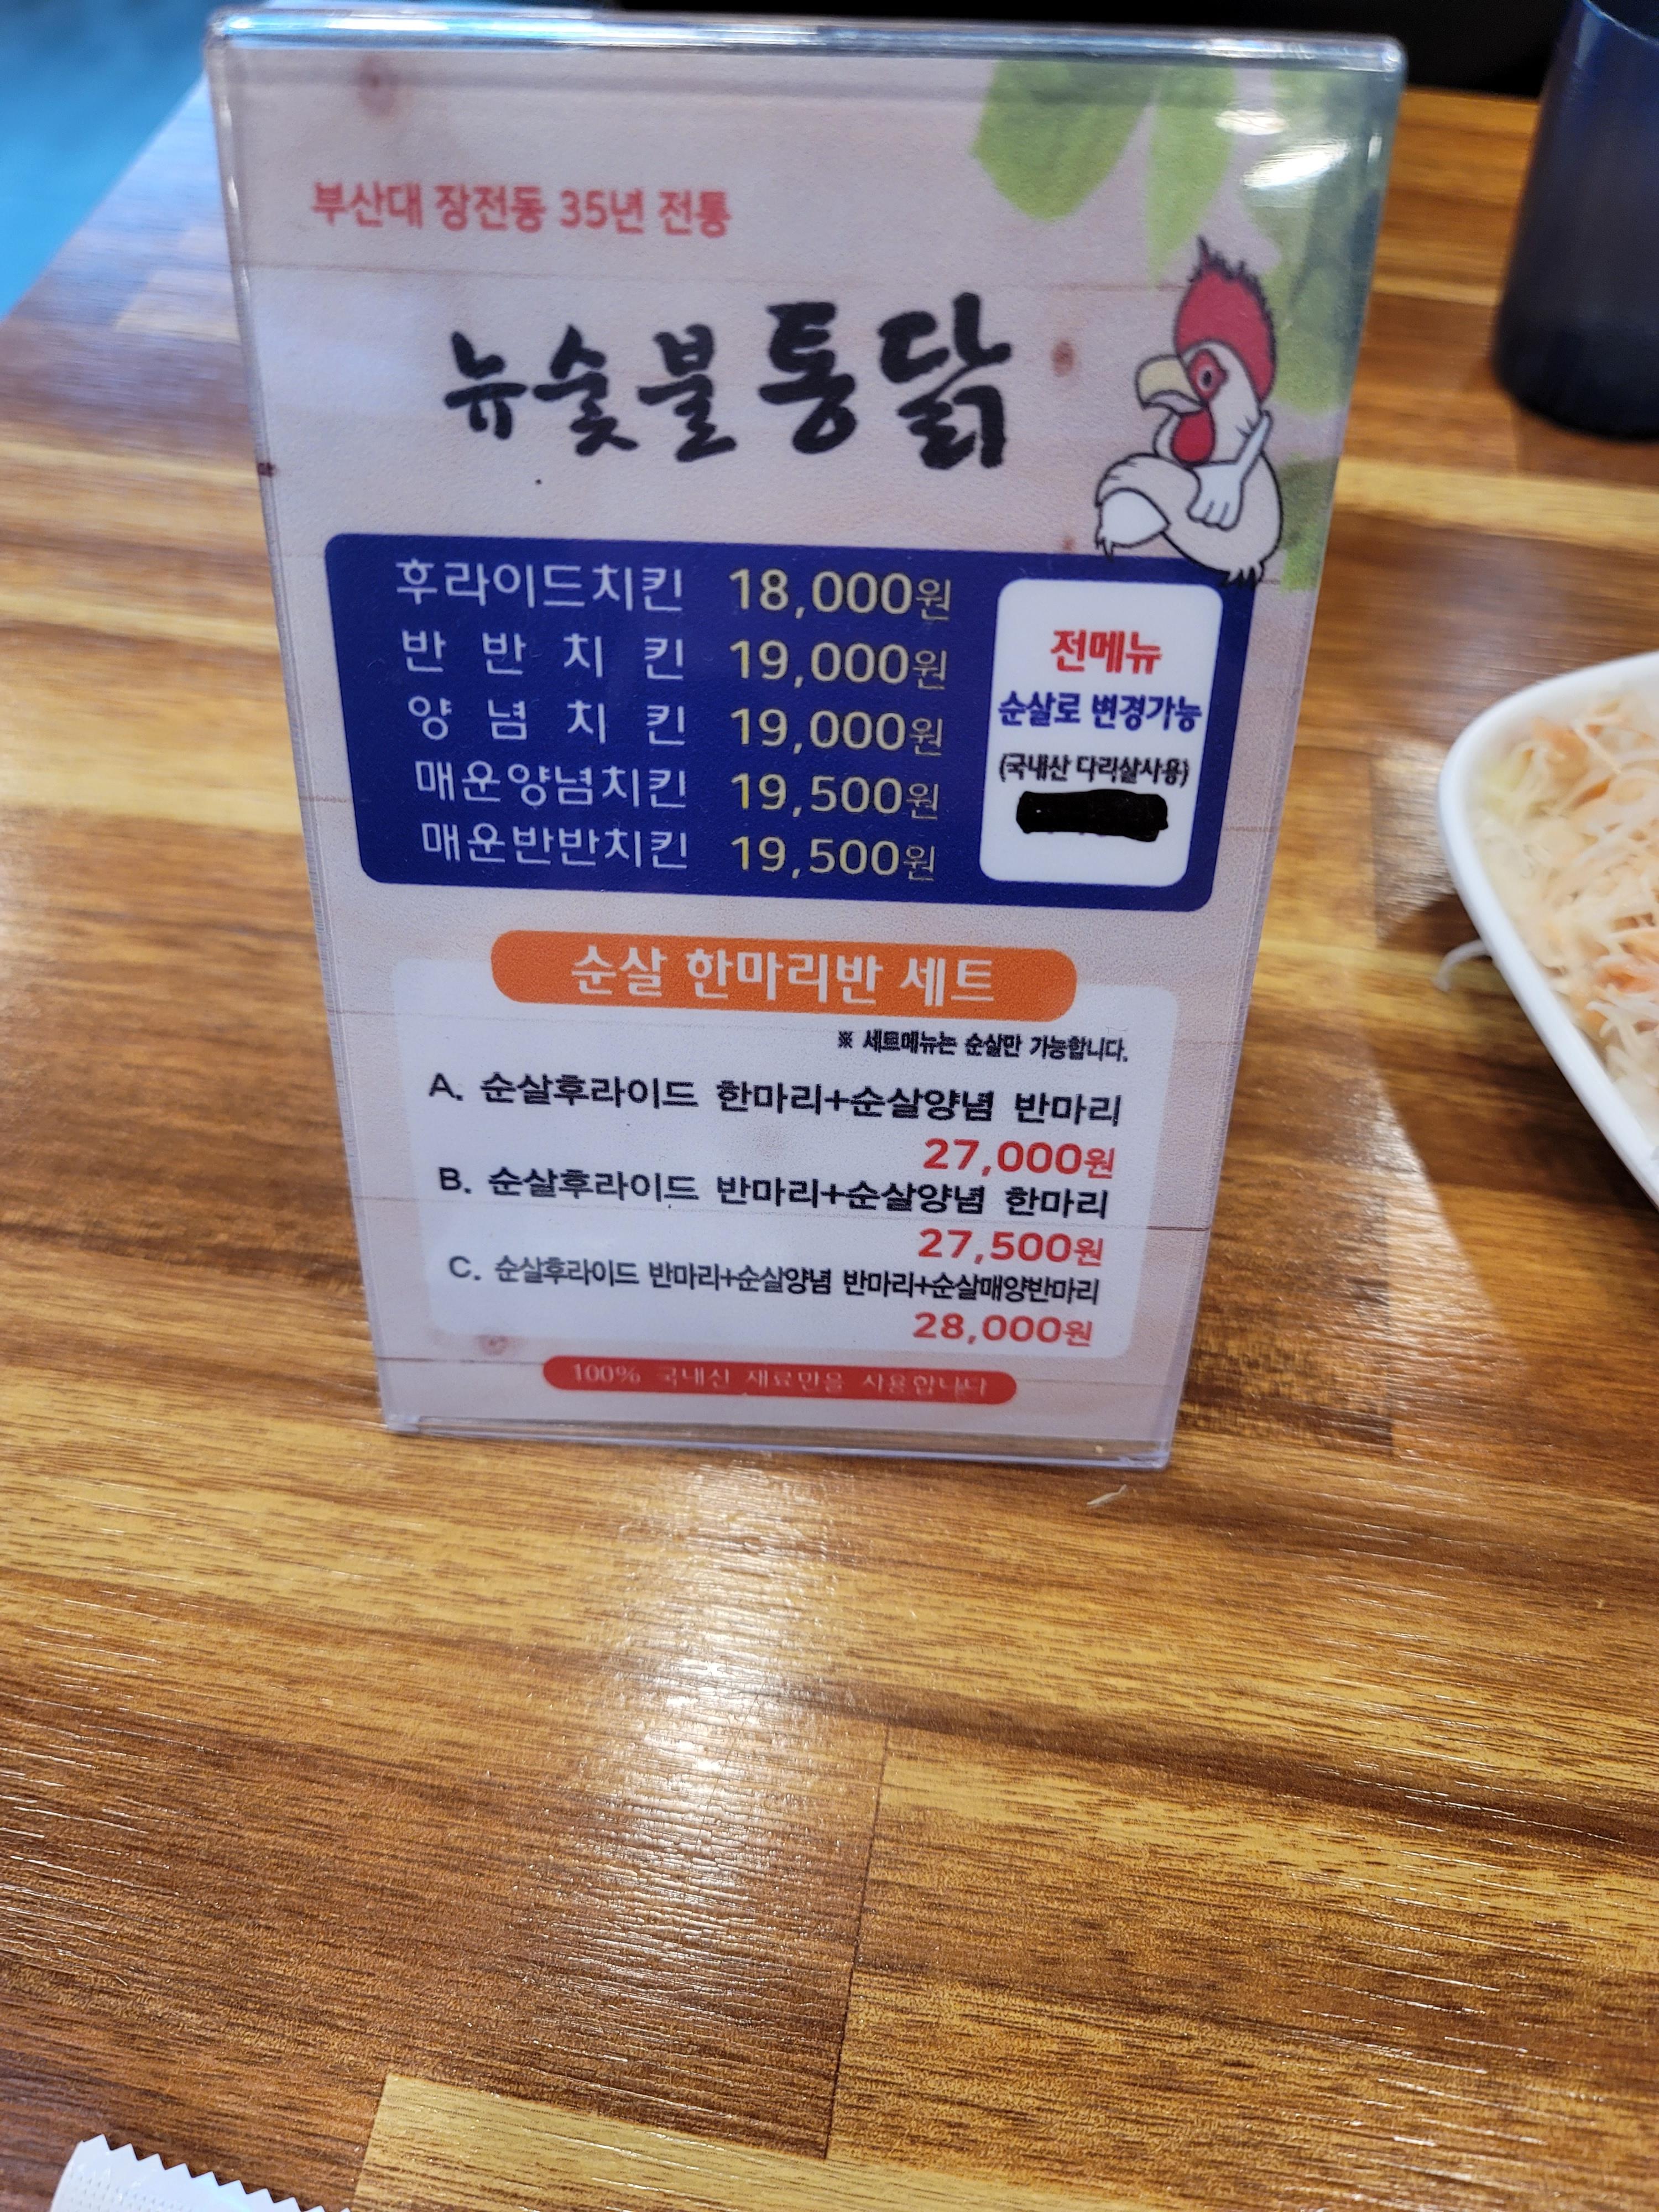 부산대 장전동 35년 전통
뉴숯불통닭
후라이드치킨 18,000원
반반치킨 19,000원
양념치킨 19,000원
매운양념치킨 19,500원
매운반반치킨 19,500원
전메뉴
순살로 변경가능
(국내산 다리살사용)
순살 한마리반 세트
※ 세트메뉴는 순살만 가능합니다.
A. 순살후라이드 한마리+순살양념 반마리
27,000원
B. 순살후라이드 반마리+순살양념 한마리
27,500원
C. 순살후라이드 반마리+순살양념 반마리+순살매양반마리
28,000원
100% 국내산 재료만을 사용합니다